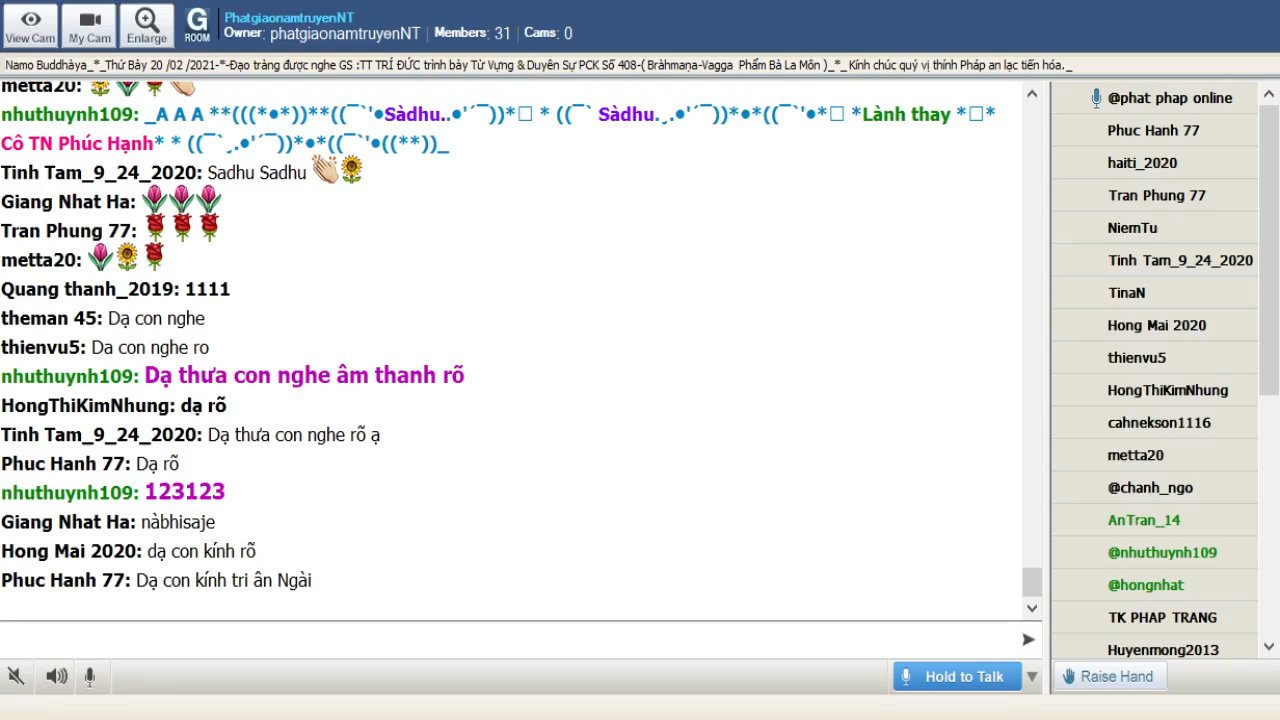 View Cam
My Cam
Enlarge
G
ROOM
PhatgiaonamtruyenNT
Owner: phatgiaonamtruyenNT | Members: 31 | Cams: 0
Namo Buddhàya_*_Thứ Bảy 20 /02 /2021-*-Đạo tràng được nghe GS :TT TRÍ ĐỨC trình bày Từ Vựng & Duyên Sự PCK Số 408-( Bràhmaṇa-Vagga Phẩm Bà La Môn )_*_ Kính chúc quý vị thính Pháp an lạc tiến hóa._
metta20:
nhuthuynh109: _A A A **(((*●*))**((¯`'●Sàdhu..●'´¯))*□ * ((¯` Sàdhu.¸.●'´¯))*●*((¯`'●*□ *Lành thay *□*
Cô TN Phúc Hạnh* * ((¯`¸.●'´¯))*●*((¯`'●((**))_
Tinh Tam_9_24_2020: Sadhu Sadhu
Giang Nhat Ha:
Tran Phung 77:
metta20:
Quang thanh_2019: 1111
theman 45: Dạ con nghe
thienvu5: Da con nghe ro
nhuthuynh109: Dạ thưa con nghe âm thanh rõ
HongThiKimNhung: dạ rõ
Tinh Tam_9_24_2020: Dạ thưa con nghe rõ ạ
Phuc Hanh 77: Dạ rõ
nhuthuynh109: 123123
Giang Nhat Ha: nàbhisaje
Hong Mai 2020: dạ con kính rõ
Phuc Hanh 77: Dạ con kính tri ân Ngài
Hold to Talk
@phat phap online
Phuc Hanh 77
haiti_2020
Tran Phung 77
NiemTu
Tinh Tam_9_24_2020
TinaN
Hong Mai 2020
thienvu5
HongThiKimNhung
cahnekson1116
metta20
@chanh_ngo
AnTran_14
@nhuthuynh109
@hongnhat
TK PHAP TRANG
Huyenmong2013
Raise Hand